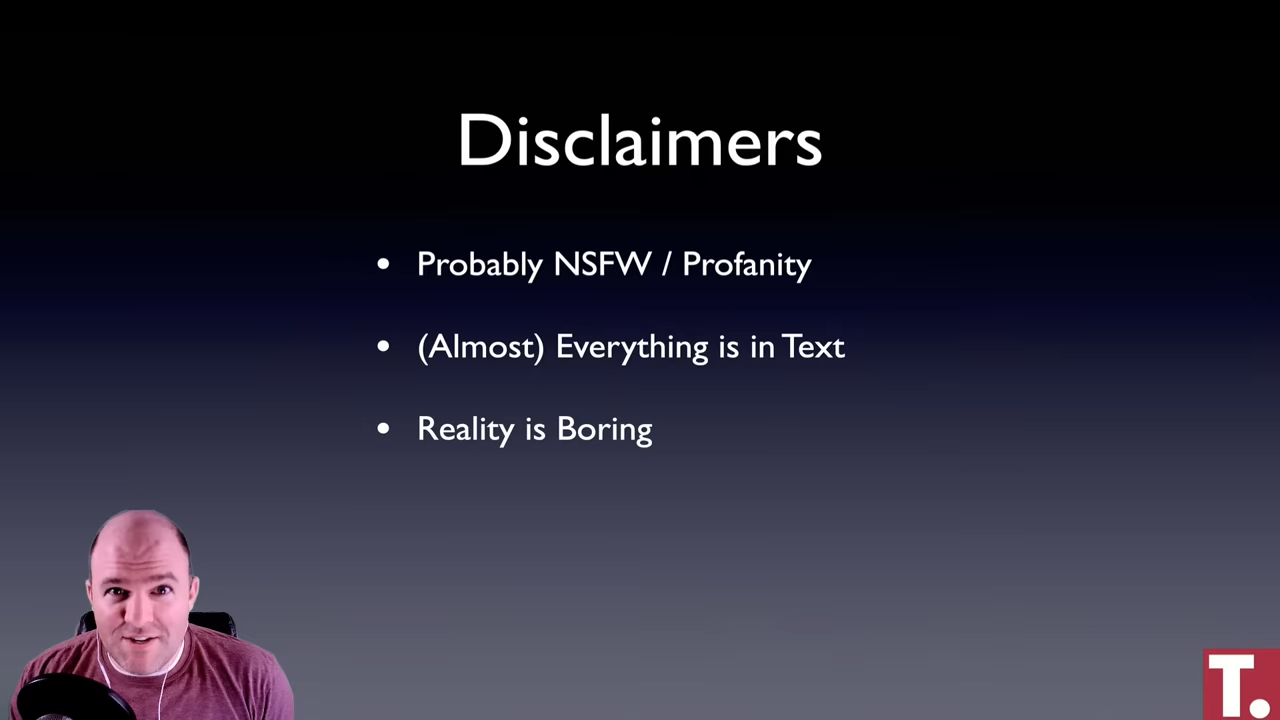 Disclaimers
• Probably NSFW / Profanity
• (Almost) Everything is in Text
• Reality is Boring
T.